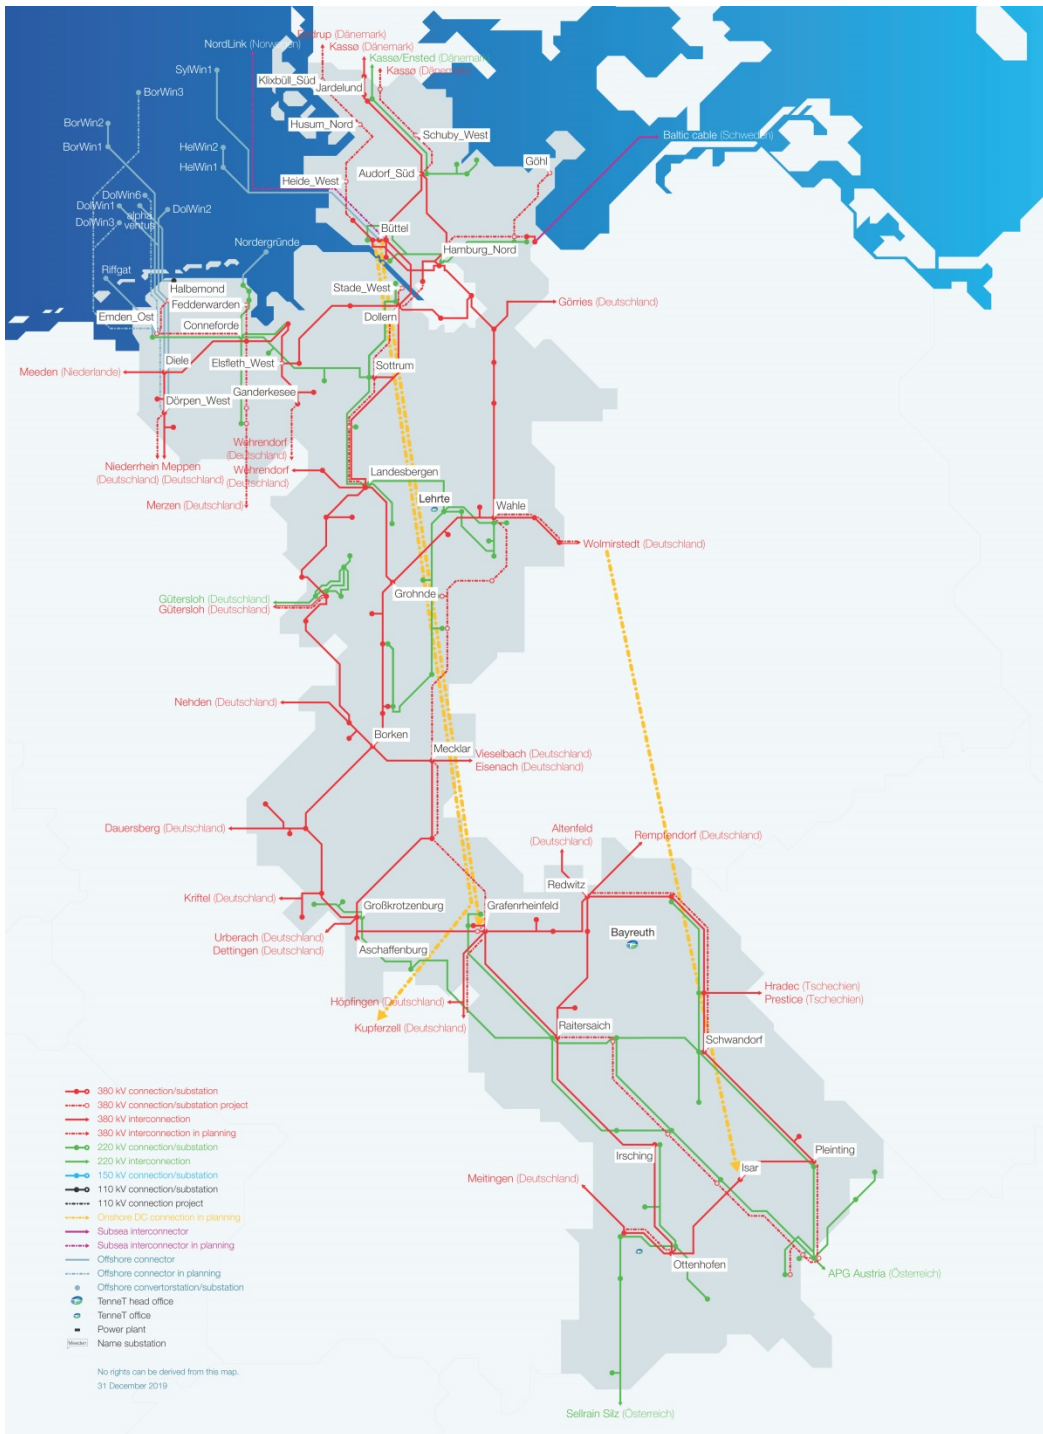 Endrup (Dänemark)
NordLink (Norwegen)
Kassø (Dänemark)
Kassø/Ensted (Dänemark)
Kassø (Dänemark)
SylWin1
Klixbüll_Süd
Jardelund
BorWin3
BorWin2
Husum_Nord
Schuby_West
Baltic cable (Schweden)
BorWin1
HelWin2
Göhl
HelWin1
Audorf_Süd
Heide_West
DolWin6
DolWin1
alpha
ventus
DolWin2
DolWin3
Büttel
Nordergründe
Hamburg_Nord
Riffgat
Halbemond
Stade_West
Fedderwarden
Görries (Deutschland)
Emden_Ost
Dollern
Conneforde
Diele
Elsfleth_West
Sottrum
Meeden (Niederlande)
Ganderkesee
Dörpen_West
Wehrendorf
(Deutschland)
Niederrhein Meppen
(Deutschland) (Deutschland)
Wehrendorf
(Deutschland)
Landesbergen
Lehrte
Wahle
Merzen (Deutschland)
Wolmirstedt (Deutschland)
Grohnde
Gütersloh (Deutschland)
Gütersloh (Deutschland)
Nehden (Deutschland)
Borken
Mecklar
Vieselbach (Deutschland)
Eisenach (Deutschland)
Dauersberg (Deutschland)
Altenfeld
(Deutschland)
Rempfendorf (Deutschland)
Redwitz
Kriftel (Deutschland)
Großkrotzenburg
Grafenrheinfeld
Bayreuth
Urberach (Deutschland)
Dettingen (Deutschland)
Aschaffenburg
Höpfingen (Deutschland)
Hradec (Tschechien)
Prestice (Tschechien)
Kupferzell (Deutschland)
Raitersaich
Schwandorf
380 kV connection/substation
380 kV connection/substation project
380 kV interconnection
380 kV interconnection in planning
220 kV connection/substation
220 kV interconnection
150 kV connection/substation
110 kV connection/substation
110 kV connection project
Onshore DC connection in planning
Subsea interconnector
Subsea interconnector in planning
Offshore connector
Offshore connector in planning
Offshore convertorstation/substation
TenneT head office
TenneT office
Power plant
Meeden
Name substation
Irsching
Pleinting
Isar
Meitingen (Deutschland)
Ottenhofen
APG Austria (Österreich)
Sellrain Silz (Österreich)
No rights can be derived from this map.
31 December 2019